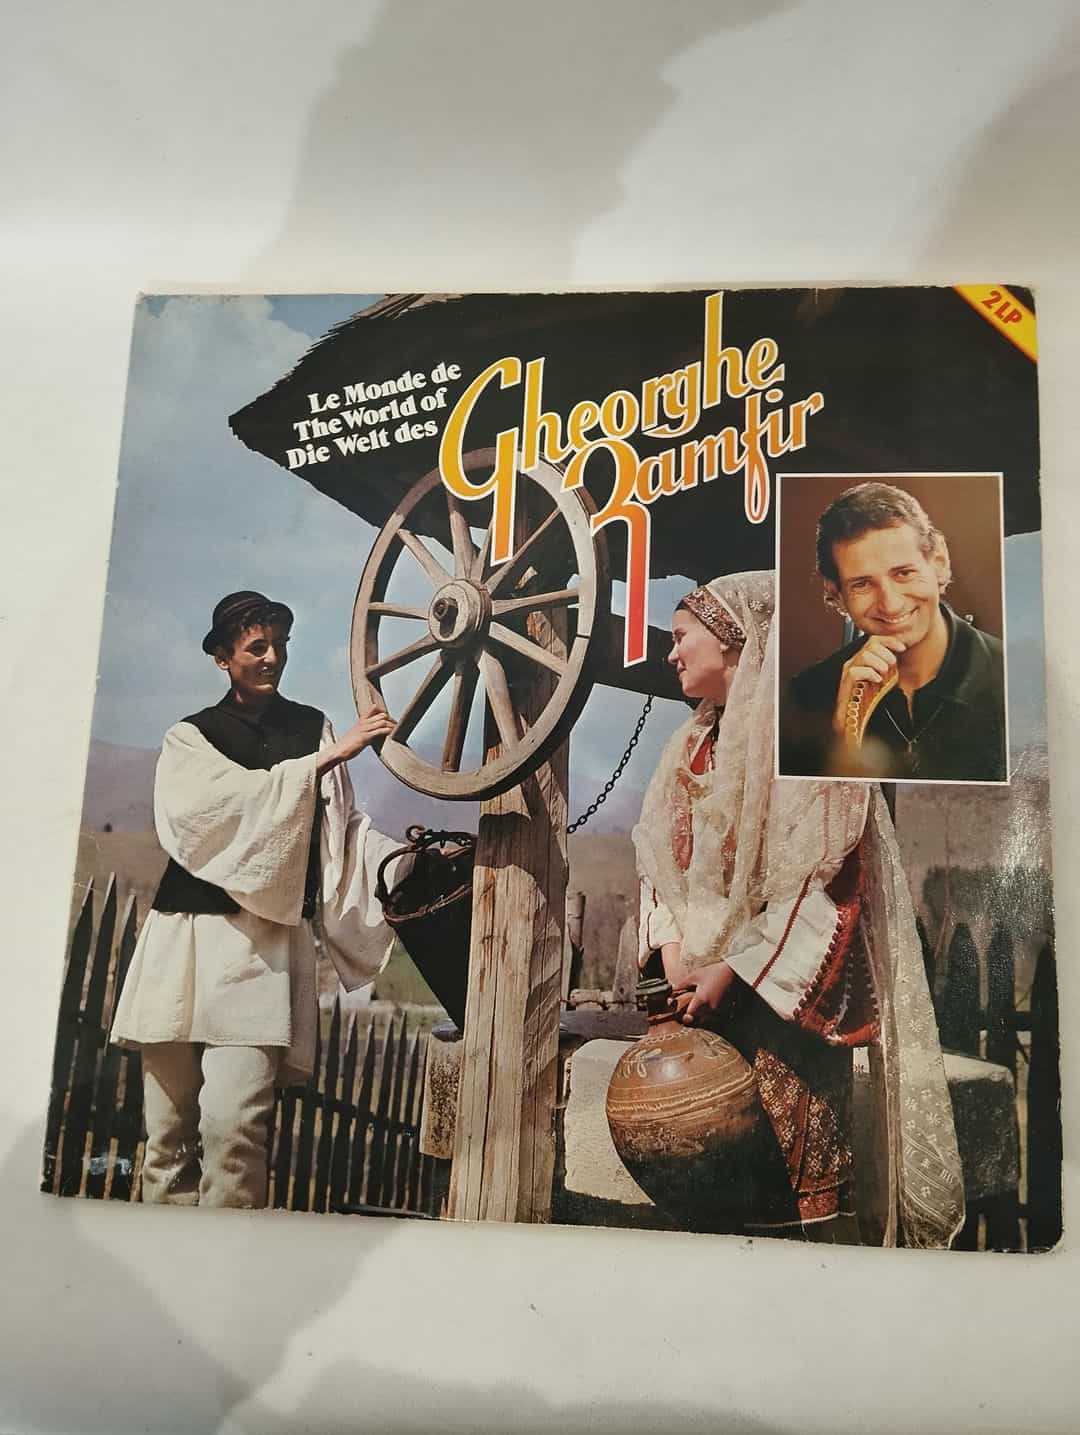 2 LP
Le Monde de
The World of
Die Welt des
Gheorghe
Zamfir